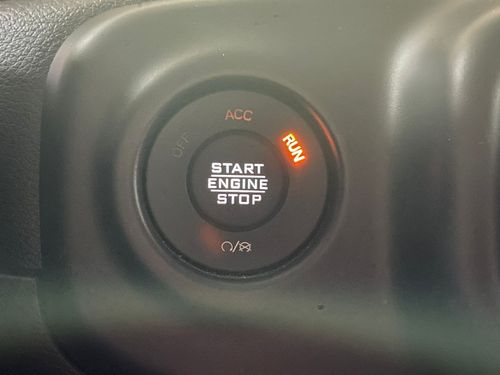 ACC
OFF
RUN
START
ENGINE
STOP